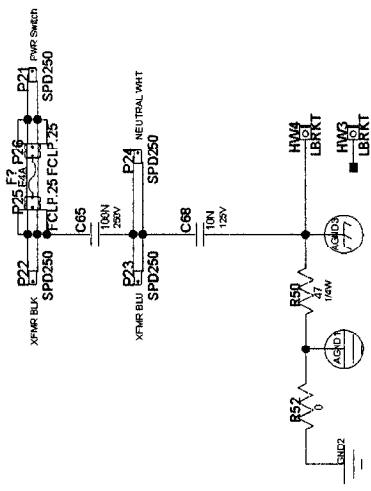 PWR Switch
P21
SPD250
F?
P25
P26
F4A
FCLP.25
FCLP.25
P22
SPD250
XFMR BLK
C65
100N
250V
NEUTRAL WHT
P24
SPD250
P23
SPD250
XFMR BLU
C68
10N
125V
HW4
LBRKT
HW3
LBRKT
AGND3
R50
47
1/4W
AGND1
R52
0
GND2